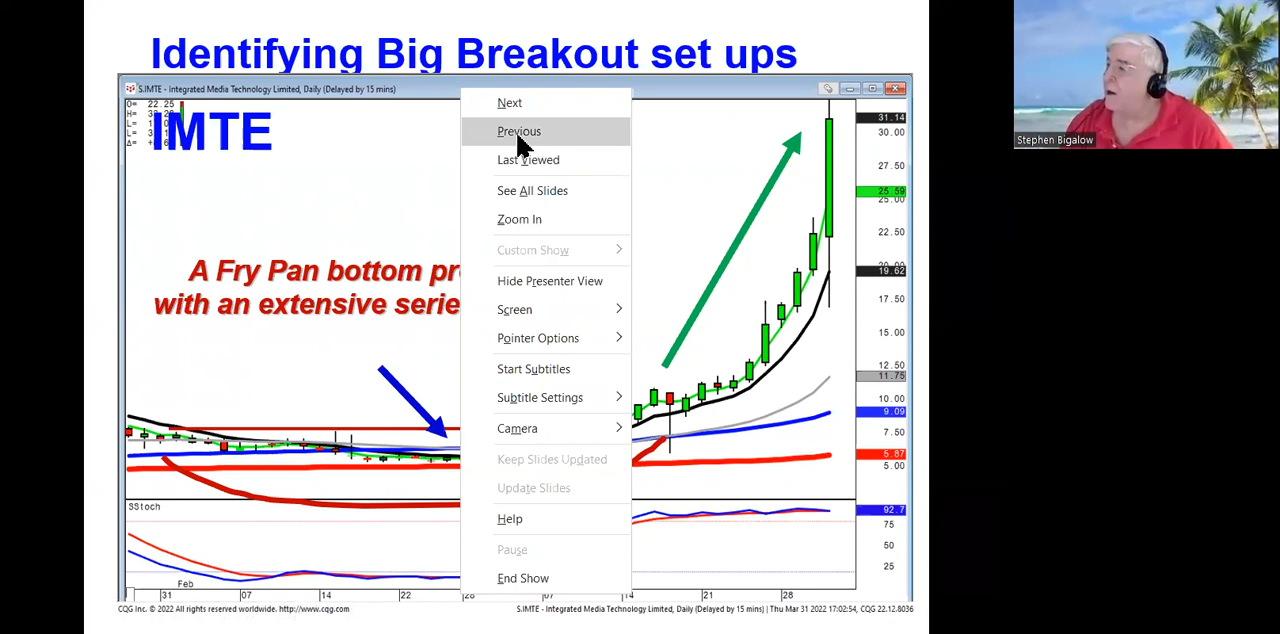 Identifying Big Breakout set ups
S.IMTE - Integrated Media Technology Limited, Daily (Delayed by 15 mins)
O= 22.25
IMTE
Next
Previous
Last Viewed
See All Slides
Zoom In
Custom Show
Hide Presenter View
Screen
Pointer Options
Start Subtitles
Subtitle Settings
Camera
Keep Slides Updated
Update Slides
Help
Pause
End Show
A Fry Pan bottom pr
with an extensive serie
31.14
30.00
27.50
25.59
25.00
22.50
19.62
17.50
15.00
12.50
11.75
10.00
9.09
7.50
5.87
5.00
SStoch
92.7
75
50
25
Feb
31 07 14 22 28 07 14 21 28
CQG Inc. © 2022 All rights reserved worldwide. http://www.cqg.com
S.IMTE - Integrated Media Technology Limited, Daily (Delayed by 15 mins) | Thu Mar 31 2022 17:02:54, CQG 22.12.8036
Stephen Bigalow